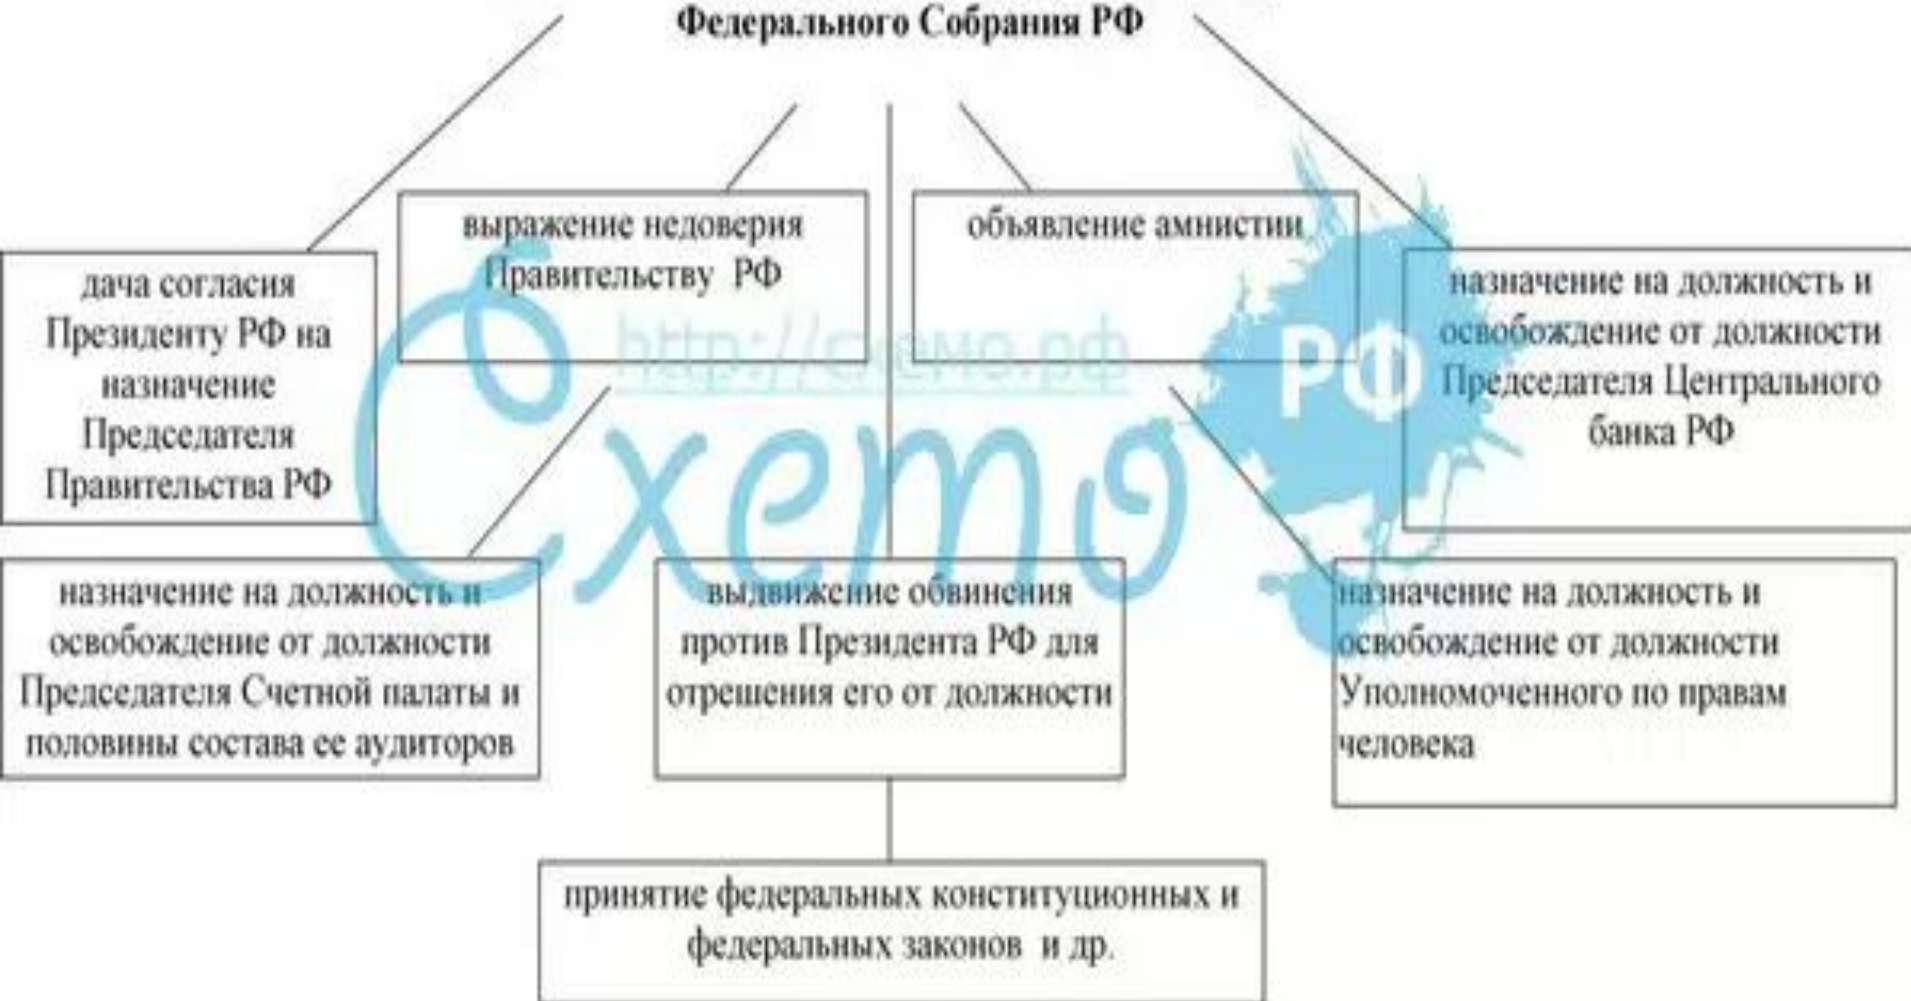 Федерального Собрания РФ
выражение недоверия
Правительству РФ
объявление амнистии
дача согласия
Президенту РФ на
назначение
Председателя
Правительства РФ
назначение на должность и
освобождение от должности
Председателя Центрального
банка РФ
http://схемо.рф
Схемо
РФ
назначение на должность и
освобождение от должности
Председателя Счетной палаты и
половины состава ее аудиторов
выдвижение обвинения
против Президента РФ для
отрешения его от должности
назначение на должность и
освобождение от должности
Уполномоченного по правам
человека
принятие федеральных конституционных и
федеральных законов и др.